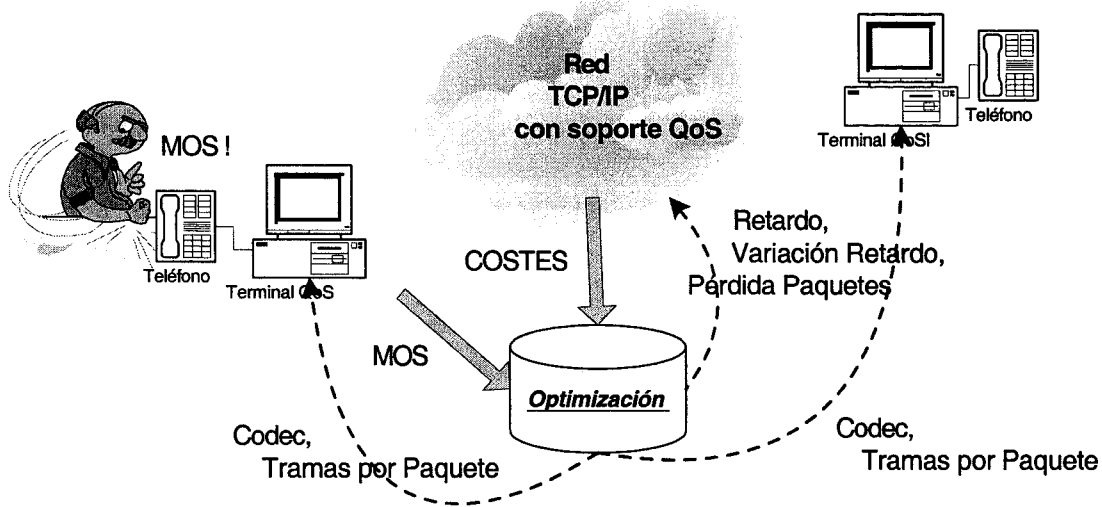 Red
TCP/IP
con soporte QoS
MOS !
Teléfono
Terminal QoS
Teléfono
Terminal QoSI
COSTES
Retardo,
Variación Retardo,
Pérdida Paquetes
MOS
Optimización
Codec,
Tramas por Paquete
Codec,
Tramas por Paquete